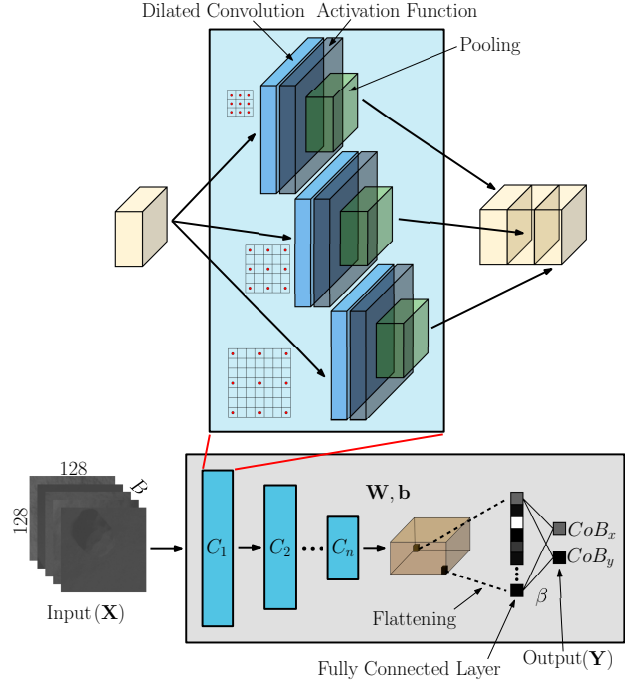 Dilated Convolution
Activation Function
Pooling
128
128
B
W, b
C1
C2
Cn
CoBx
CoBy
β
Input(X)
Flattening
Fully Connected Layer
Output(Y)